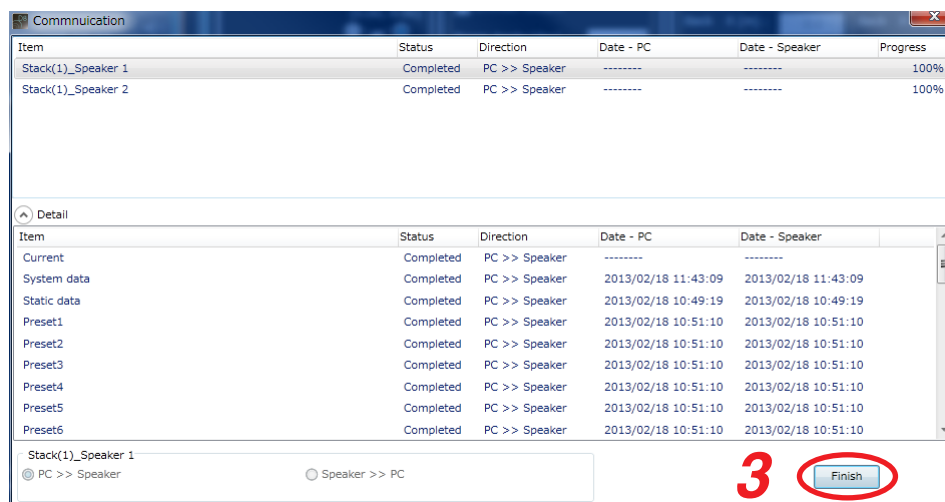 Commnuication
Item Status Direction Date - PC Date - Speaker Progress
Stack(1)_Speaker 1 Completed PC >> Speaker -------- -------- 100%
Stack(1)_Speaker 2 Completed PC >> Speaker -------- -------- 100%
Detail
Item Status Direction Date - PC Date - Speaker
Current Completed PC >> Speaker -------- --------
System data Completed PC >> Speaker 2013/02/18 11:43:09 2013/02/18 11:43:09
Static data Completed PC >> Speaker 2013/02/18 10:49:19 2013/02/18 10:49:19
Preset1 Completed PC >> Speaker 2013/02/18 10:51:10 2013/02/18 10:51:10
Preset2 Completed PC >> Speaker 2013/02/18 10:51:10 2013/02/18 10:51:10
Preset3 Completed PC >> Speaker 2013/02/18 10:51:10 2013/02/18 10:51:10
Preset4 Completed PC >> Speaker 2013/02/18 10:51:10 2013/02/18 10:51:10
Preset5 Completed PC >> Speaker 2013/02/18 10:51:10 2013/02/18 10:51:10
Preset6 Completed PC >> Speaker 2013/02/18 10:51:10 2013/02/18 10:51:10
Stack(1)_Speaker 1
PC >> Speaker Speaker >> PC 3 Finish